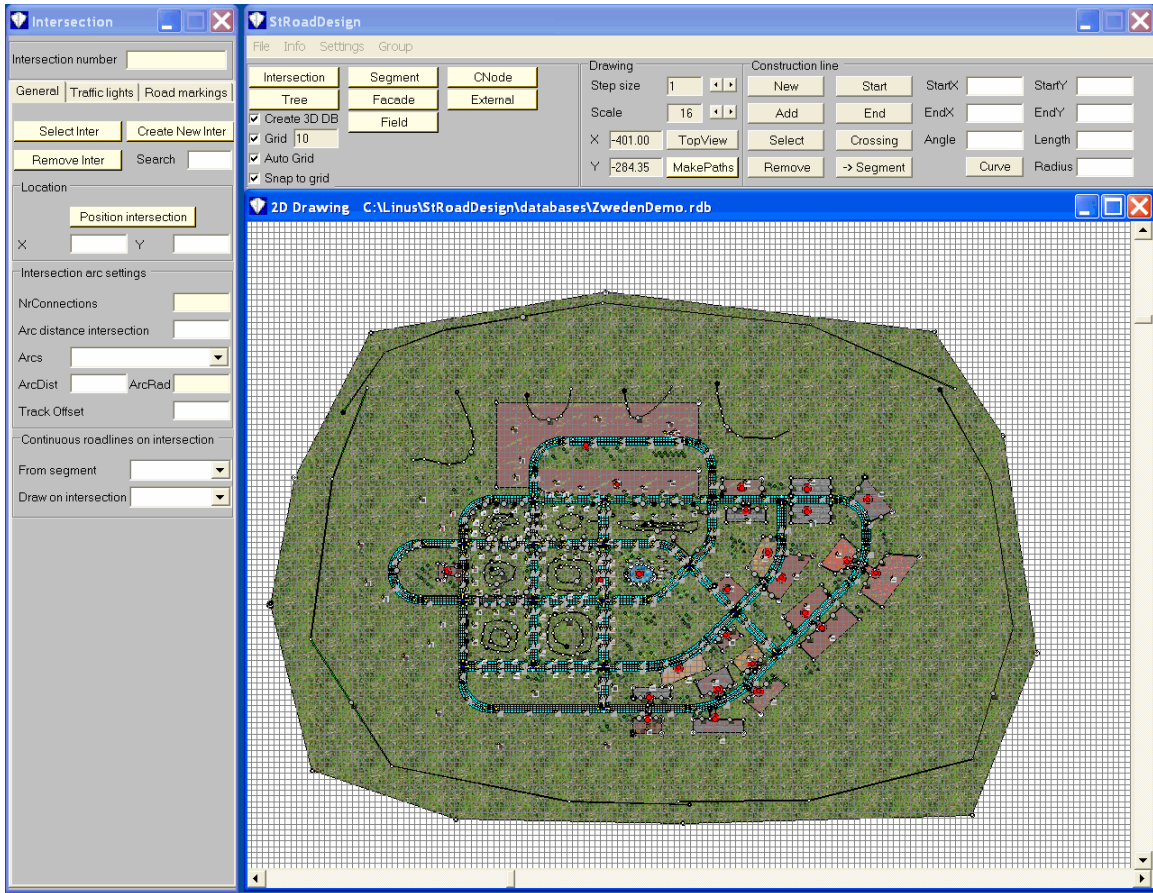 Intersection
Intersection number
General Traffic lights Road markings
Select Inter Create New Inter
Remove Inter Search
Location
Position intersection
X Y
Intersection arc settings
NrConnections
Arc distance intersection
Arcs
ArcDist ArcRad
Track Offset
Continuous roadlines on intersection
From segment
Draw on intersection
StRoadDesign
File Info Settings Group
Intersection Segment CNode
Tree Facade External
Create 3D DB Field
Grid 10
Auto Grid
Snap to grid
Drawing
Step size 1
Scale 16
X -401.00 TopView
Y -284.35 MakePaths
Construction line
New Start StartX StartY
Add End EndX EndY
Select Crossing Angle Length
Remove -> Segment Curve Radius
2D Drawing C:\Linus\StRoadDesign\databases\ZwedenDemo.rdb